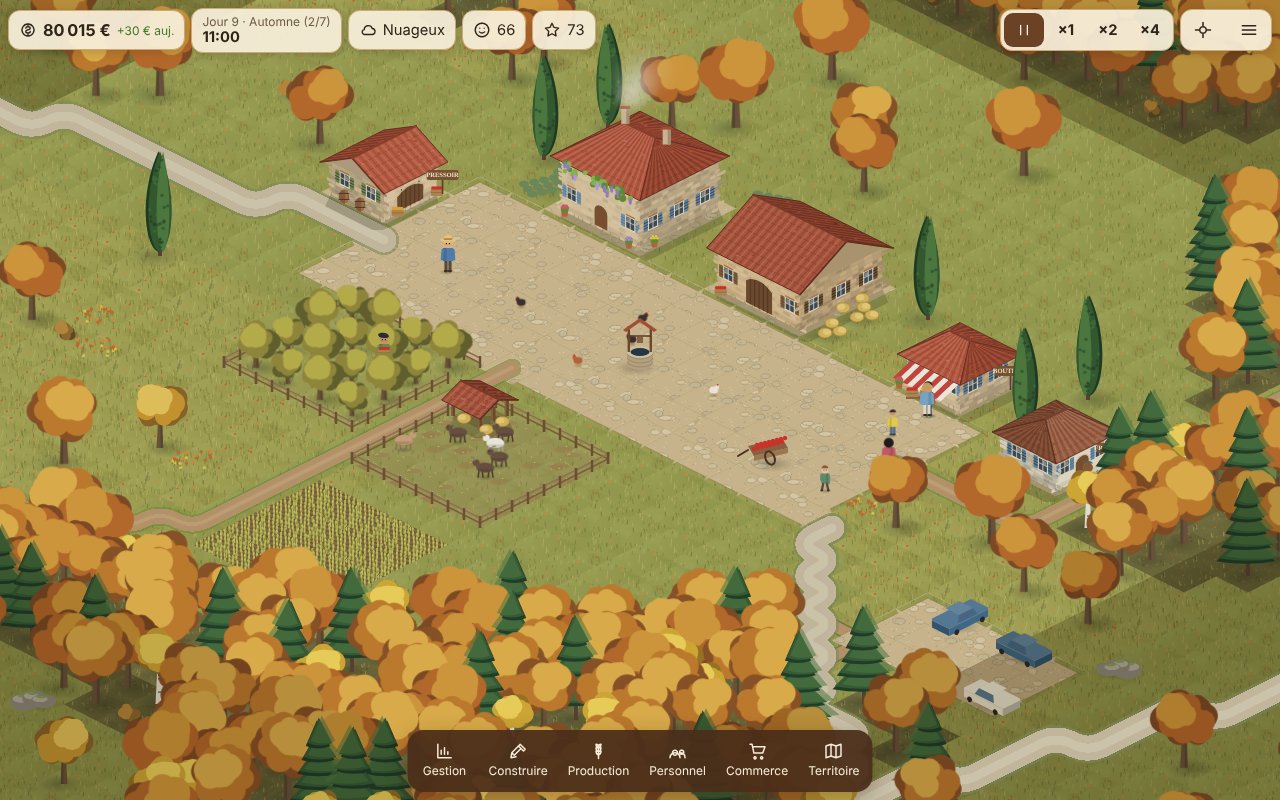 80 015 € +30 € auj.
Jour 9 · Automne (2/7)
11:00
Nuageux
66
73
×1
×2
×4
PRESSOIR
Gestion
Construire
Production
Personnel
Commerce
Territoire